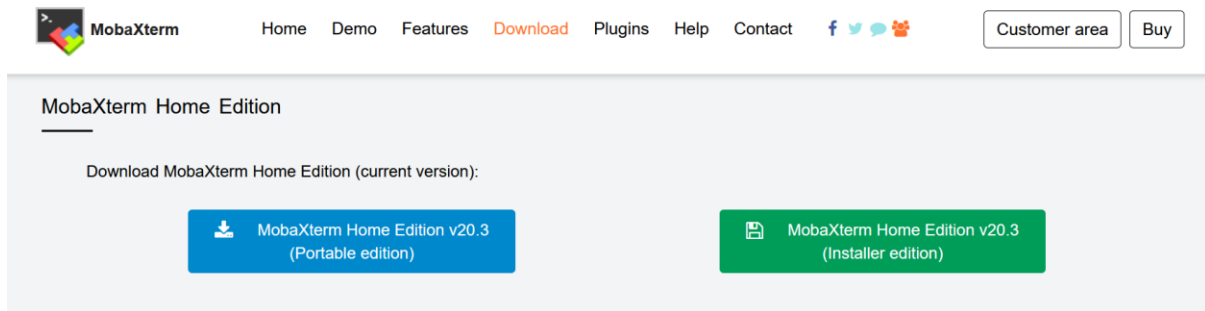 MobaXterm
Home Demo Features Download Plugins Help Contact
Customer area
Buy
MobaXterm Home Edition
Download MobaXterm Home Edition (current version):
MobaXterm Home Edition v20.3
(Portable edition)
MobaXterm Home Edition v20.3
(Installer edition)